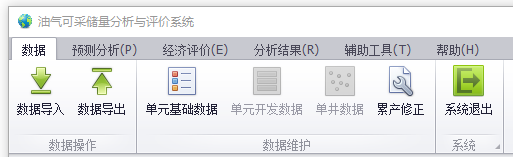 油气可采储量分析与评价系统
数据 预测分析(P) 经济评价(E) 分析结果(R) 辅助工具(T) 帮助(H)
数据导入 数据导出 单元基础数据 单元开发数据 单井数据 累产修正 系统退出
数据操作 数据维护 系统